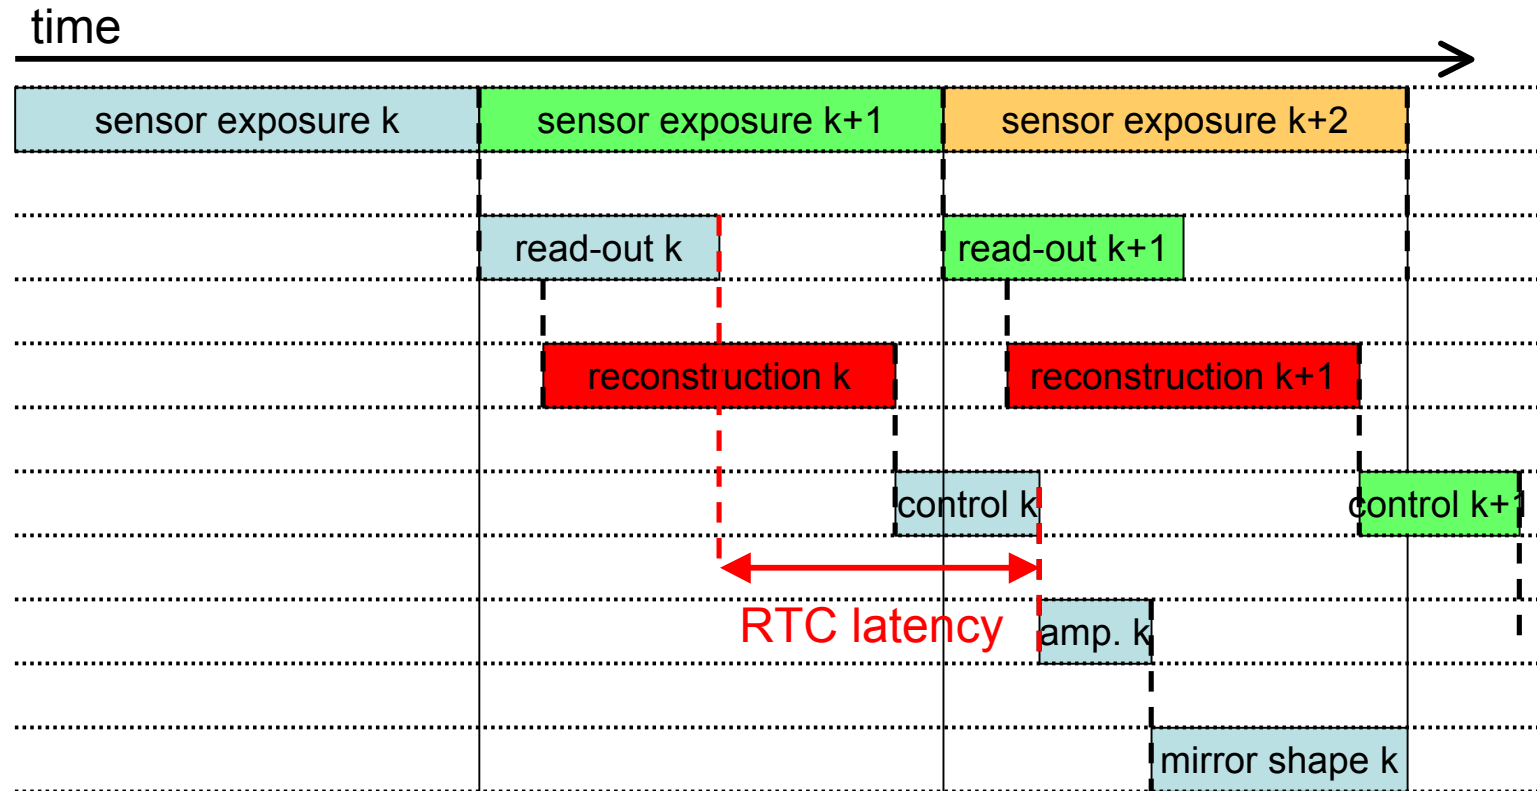 time
sensor exposure k
sensor exposure k+1
sensor exposure k+2
read-out k
read-out k+1
reconstruction k
reconstruction k+1
control k
control k+1
RTC latency
amp. k
mirror shape k